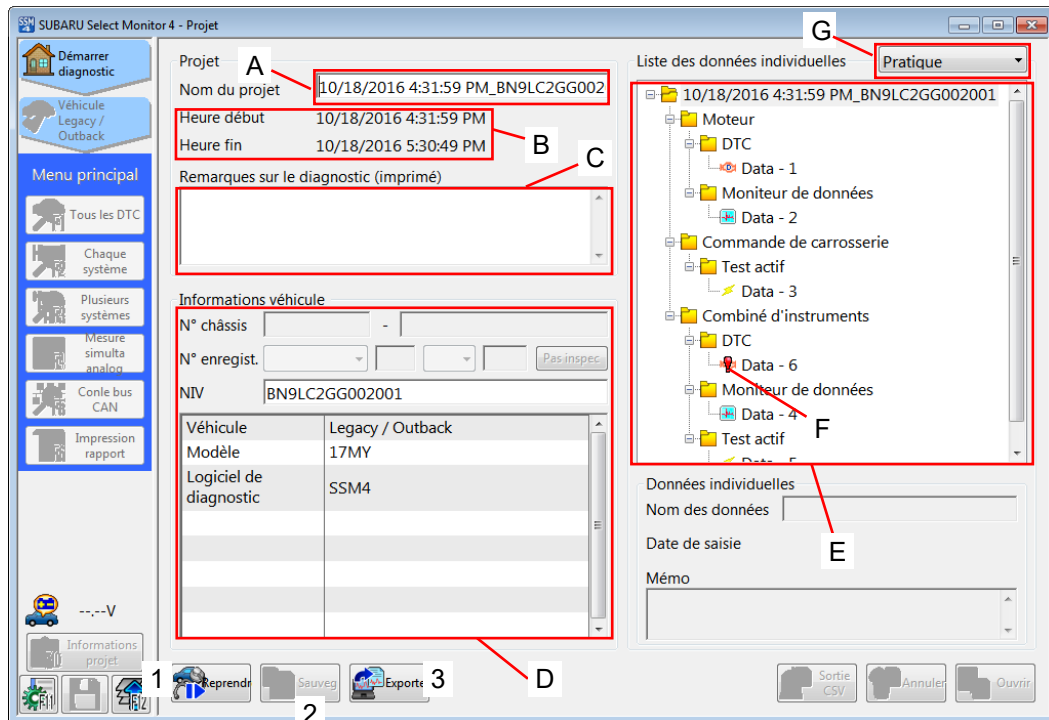 SUBARU Select Monitor 4 - Projet
Démarrer
diagnostic
Véhicule
Legacy /
Outback
Menu principal
Tous les DTC
Chaque
système
Plusieurs
systèmes
Mesure
simulta
analog
Conle bus
CAN
Impression
rapport
--.--V
Informations
projet
F11
F12
Projet
A
Nom du projet
10/18/2016 4:31:59 PM_BN9LC2GG002
Heure début 10/18/2016 4:31:59 PM
Heure fin 10/18/2016 5:30:49 PM
B
C
Remarques sur le diagnostic (imprimé)
Informations véhicule
N° châssis -
N° enregist. Pas inspec
NIV BN9LC2GG002001
Véhicule Legacy / Outback
Modèle 17MY
Logiciel de
diagnostic SSM4
D
1 Reprendr
Sauveg
2
Exporte 3
G
Liste des données individuelles Pratique
10/18/2016 4:31:59 PM_BN9LC2GG002001
Moteur
DTC
Data - 1
Moniteur de données
Data - 2
Commande de carrosserie
Test actif
Data - 3
Combiné d'instruments
DTC
Data - 6
Moniteur de données
Data - 4
F
Test actif
Data - 5
Données individuelles
Nom des données
Date de saisie
E
Mémo
Sortie
CSV
Annuler
Ouvrir